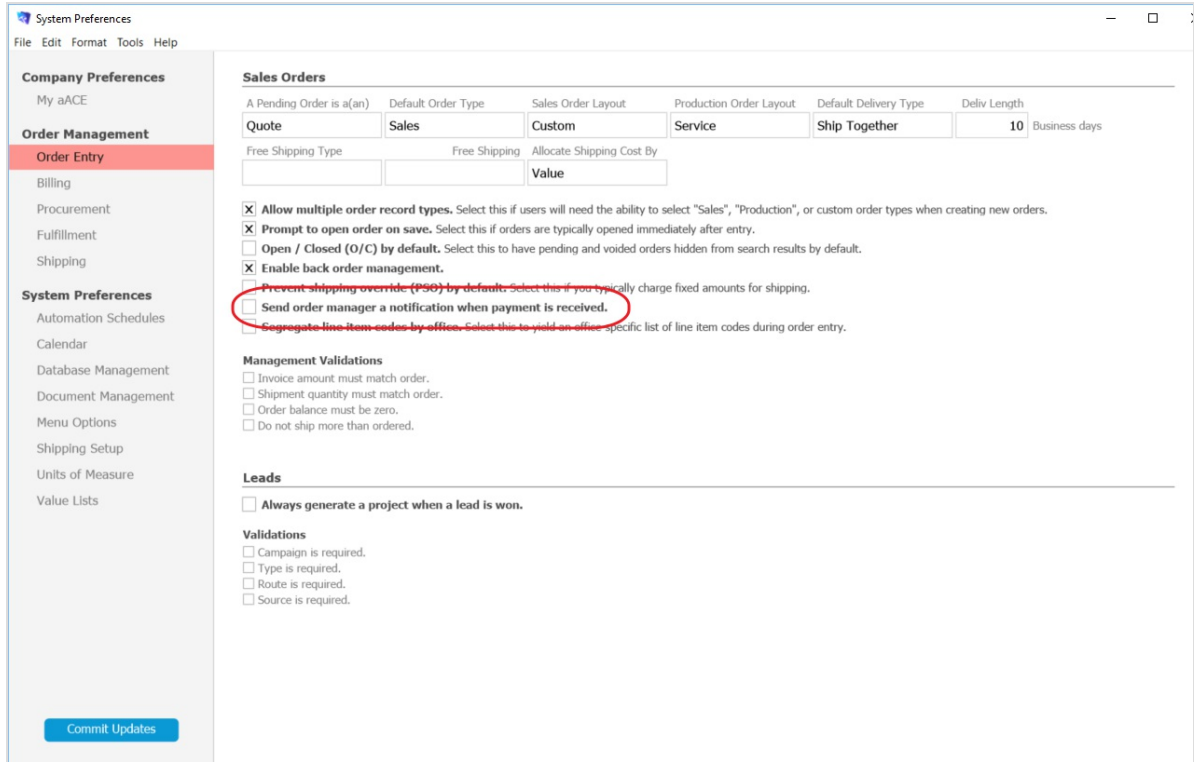 System Preferences
File Edit Format Tools Help
Company Preferences
My aACE
Order Management
Order Entry
Billing
Procurement
Fulfillment
Shipping
System Preferences
Automation Schedules
Calendar
Database Management
Document Management
Menu Options
Shipping Setup
Units of Measure
Value Lists
Commit Updates
Sales Orders
A Pending Order is a(an) Default Order Type Sales Order Layout Production Order Layout Default Delivery Type Deliv Length
Quote Sales Custom Service Ship Together 10 Business days
Free Shipping Type Free Shipping Allocate Shipping Cost By
Value
X Allow multiple order record types. Select this if users will need the ability to select "Sales", "Production", or custom order types when creating new orders.
X Prompt to open order on save. Select this if orders are typically opened immediately after entry.
Open / Closed (O/C) by default. Select this to have pending and voided orders hidden from search results by default.
X Enable back order management.
Prevent shipping override (PSO) by default. Select this if you typically charge fixed amounts for shipping.
Send order manager a notification when payment is received.
Segregate line item codes by office. Select this to yield an office specific list of line item codes during order entry.
Management Validations
Invoice amount must match order.
Shipment quantity must match order.
Order balance must be zero.
Do not ship more than ordered.
Leads
Always generate a project when a lead is won.
Validations
Campaign is required.
Type is required.
Route is required.
Source is required.